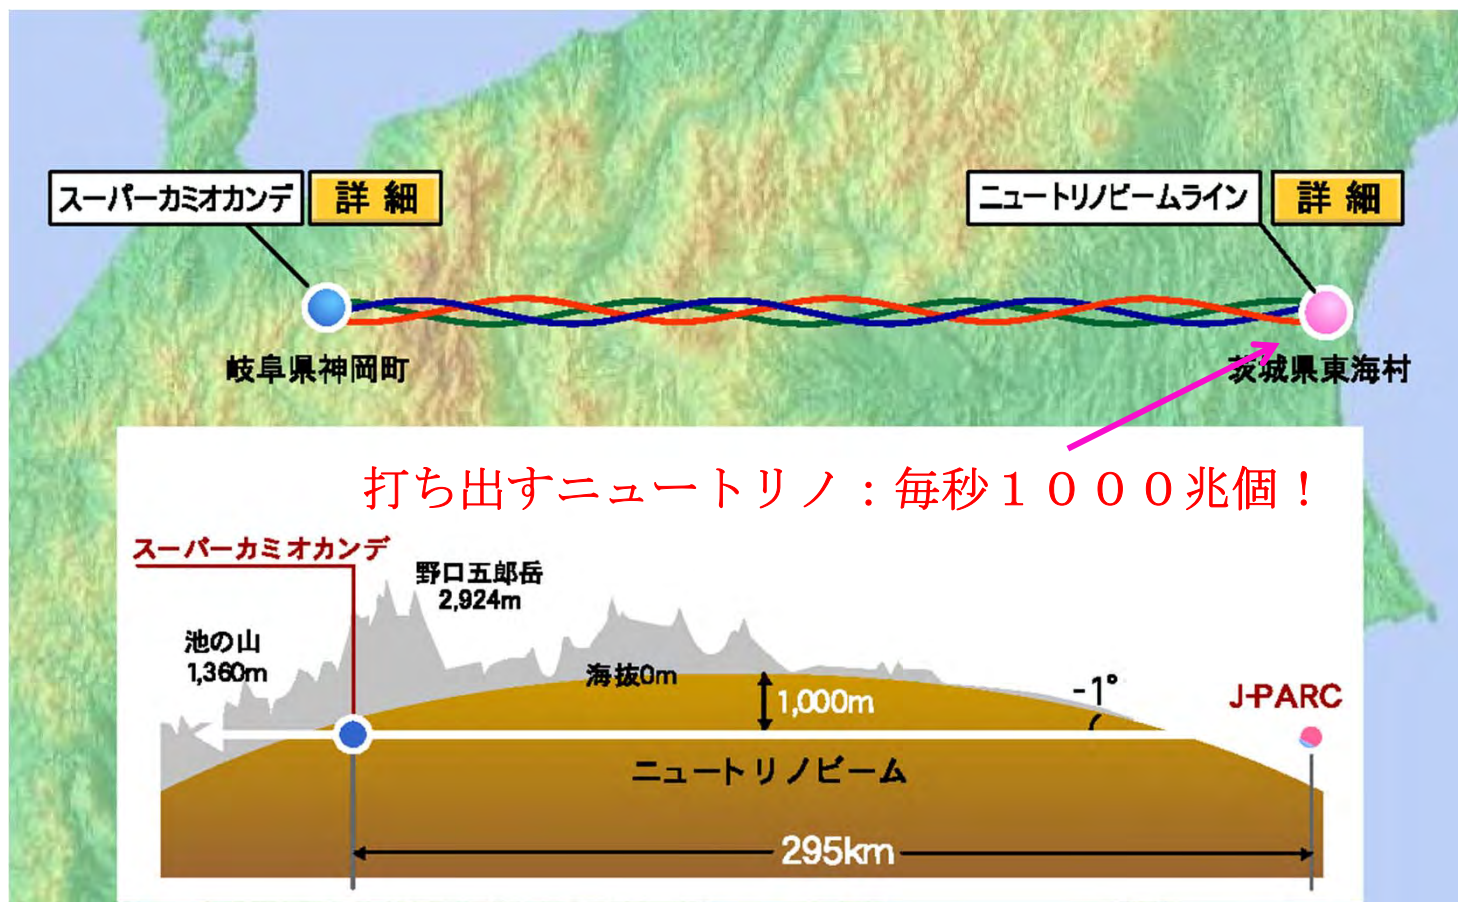 スーパーカミオカンデ 詳細
ニュートリノビームライン 詳細
岐阜県神岡町
茨城県東海村
打ち出すニュートリノ：毎秒１０００兆個！
スーパーカミオカンデ
野口五郎岳
2,924m
池の山
1,360m
海抜0m
1,000m
-1°
J-PARC
ニュートリノビーム
295km